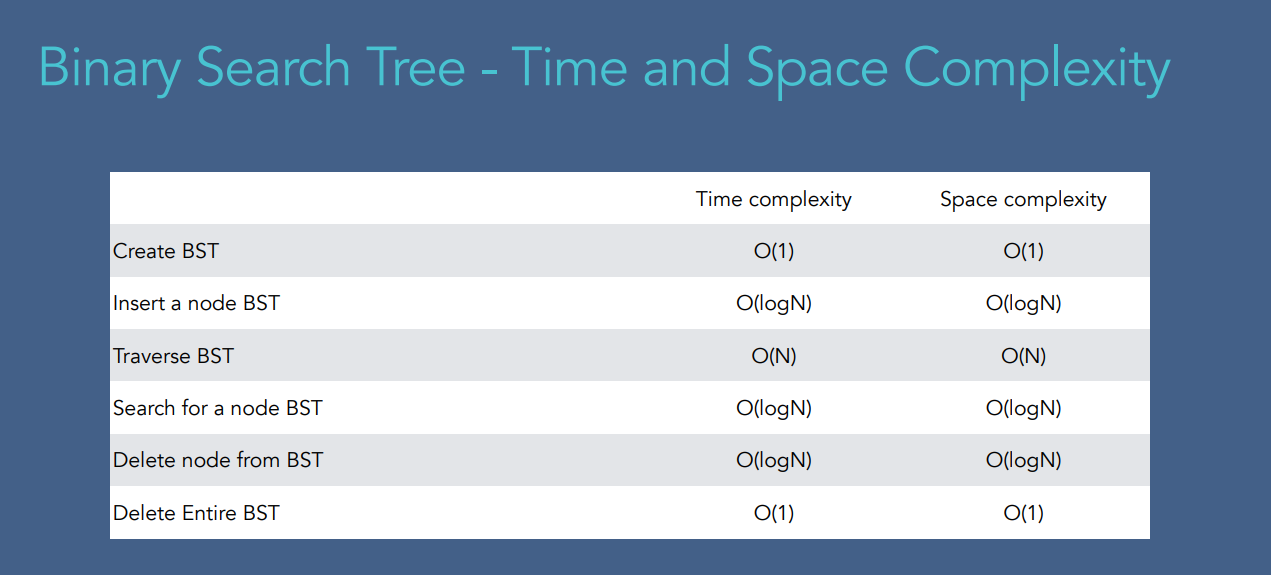 Binary Search Tree - Time and Space Complexity
Time complexity Space complexity
Create BST O(1) O(1)
Insert a node BST O(logN) O(logN)
Traverse BST O(N) O(N)
Search for a node BST O(logN) O(logN)
Delete node from BST O(logN) O(logN)
Delete Entire BST O(1) O(1)